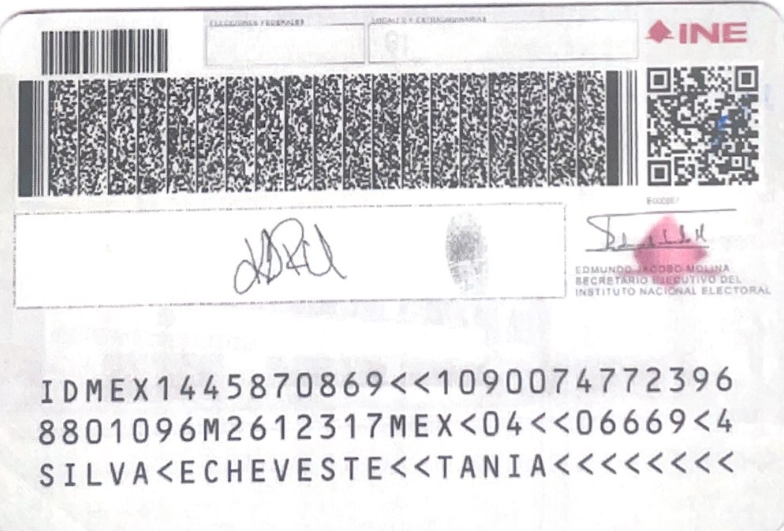 ELECCIONES FEDERALES
LOCALES Y EXTRAORDINARIAS
INE
EDMUNDO JACOBO MOLINA
SECRETARIO EJECUTIVO DEL
INSTITUTO NACIONAL ELECTORAL
IDMEX1445870869<<1090074772396
8801096M2612317MEX<04<<06669<4
SILVA<ECHEVESTE<<TANIA<<<<<<<<